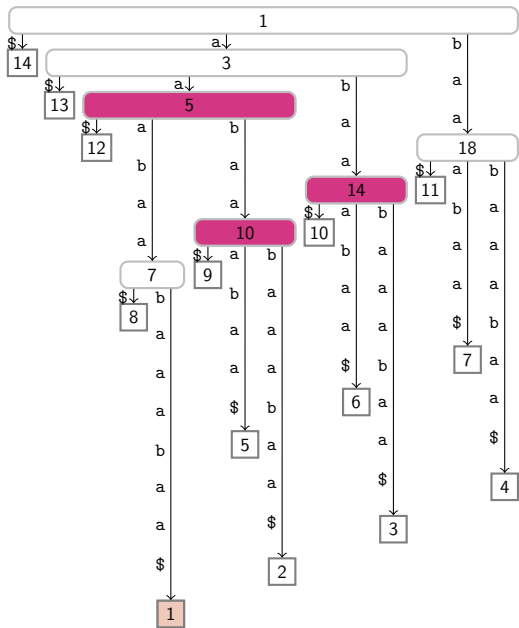 1
$ a b
14 3 a
$ a b a
13 5 a 18
$ a b a $ a b
12 b a 14 11 b a
a a $ a b a a
10 10 b a a b
7 $ a b 9 a a $ a
$ b b a b 7 a
8 a a a a a $
a a a $ a 4
a $ b 6 $
b 5 a 3
a a
a $
$ 2
1